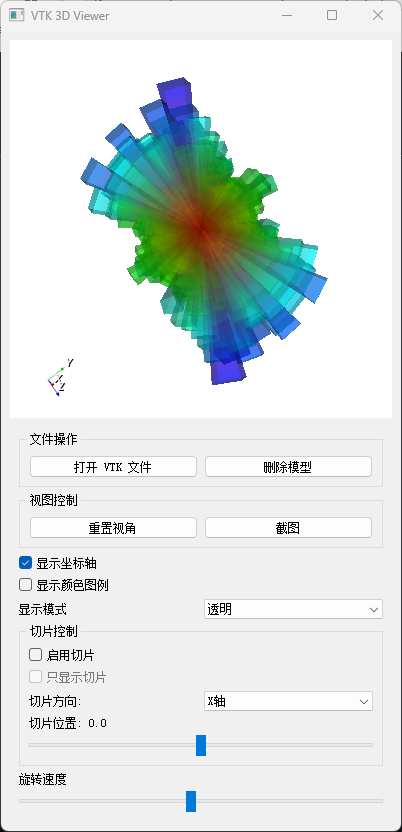 VTK 3D Viewer
Y
X
Z
文件操作
打开 VTK 文件
删除模型
视图控制
重置视角
截图
显示坐标轴
显示颜色图例
显示模式
透明
切片控制
启用切片
只显示切片
切片方向:
X轴
切片位置: 0.0
旋转速度